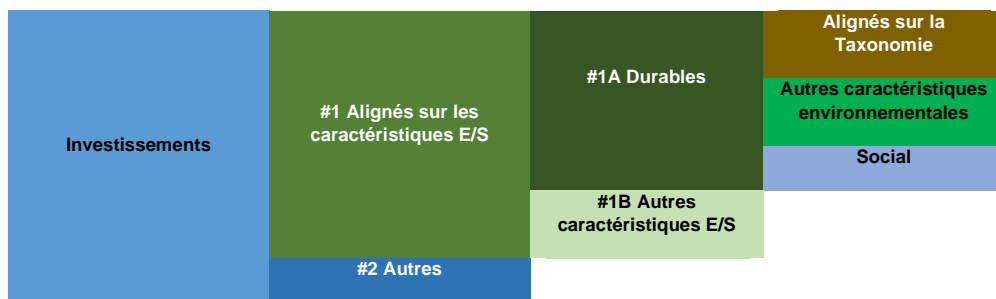 Investissements
#1 Alignés sur les
caractéristiques E/S
#2 Autres
#1A Durables
#1B Autres
caractéristiques E/S
Alignés sur la
Taxonomie
Autres caractéristiques
environnementales
Social